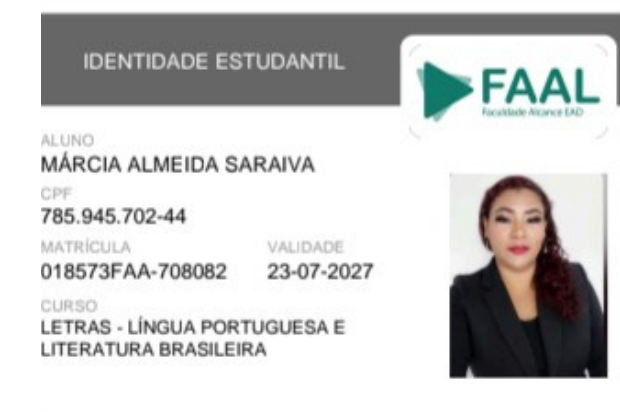 IDENTIDADE ESTUDANTIL
FAAL
Faculdade Alcance EAD
ALUNO
MÁRCIA ALMEIDA SARAIVA
CPF
785.945.702-44
MATRÍCULA VALIDADE
018573FAA-708082 23-07-2027
CURSO
LETRAS - LÍNGUA PORTUGUESA E
LITERATURA BRASILEIRA